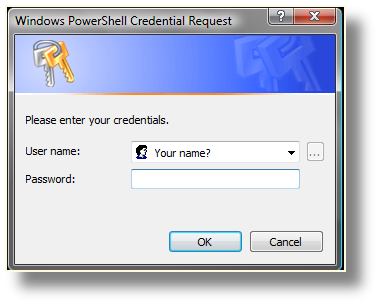 Windows PowerShell Credential Request
Please enter your credentials.
User name:
Your name?
...
Password:
OK
Cancel